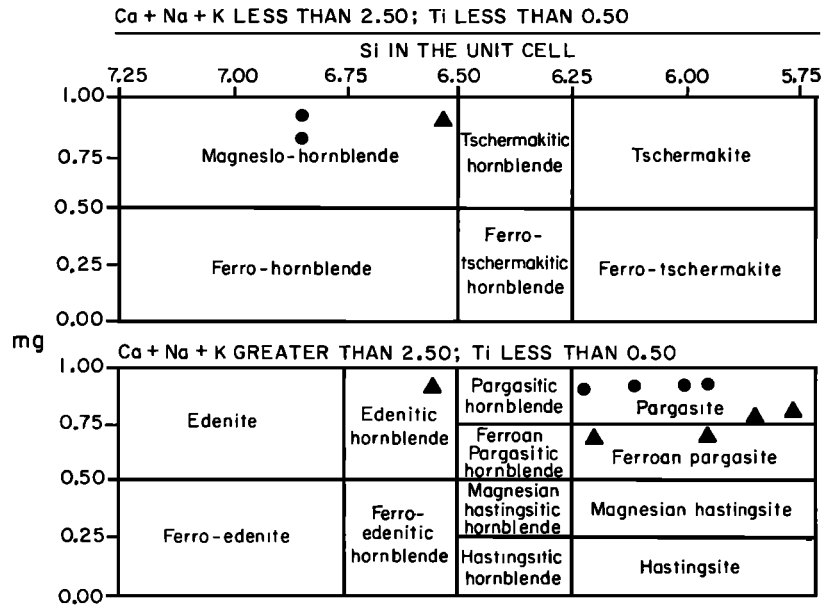 Ca + Na + K LESS THAN 2.50; Ti LESS THAN 0.50
Si IN THE UNIT CELL
7.25 7.00 6.75 6.50 6.25 6.00 5.75
1.00
0.75
0.50
0.25
0.00
Magneslo-hornblende
Tschermakitic
hornblende
Tschermakite
Ferro-hornblende
Ferro-
tschermakitic
hornblende
Ferro-tschermakite
mg
Ca + Na + K GREATER THAN 2.50; Ti LESS THAN 0.50
1.00
0.75
0.50
0.25
0.00
Edenite
Edenitic
hornblende
Pargasitic
hornblende
Pargasite
Ferroan
Pargasitic
hornblende
Ferroan pargasite
Ferro-edenite
Ferro-
edenitic
hornblende
Magnesian
hastingsitic
hornblende
Magnesian hastingsite
Hastingsitic
hornblende
Hastingsite